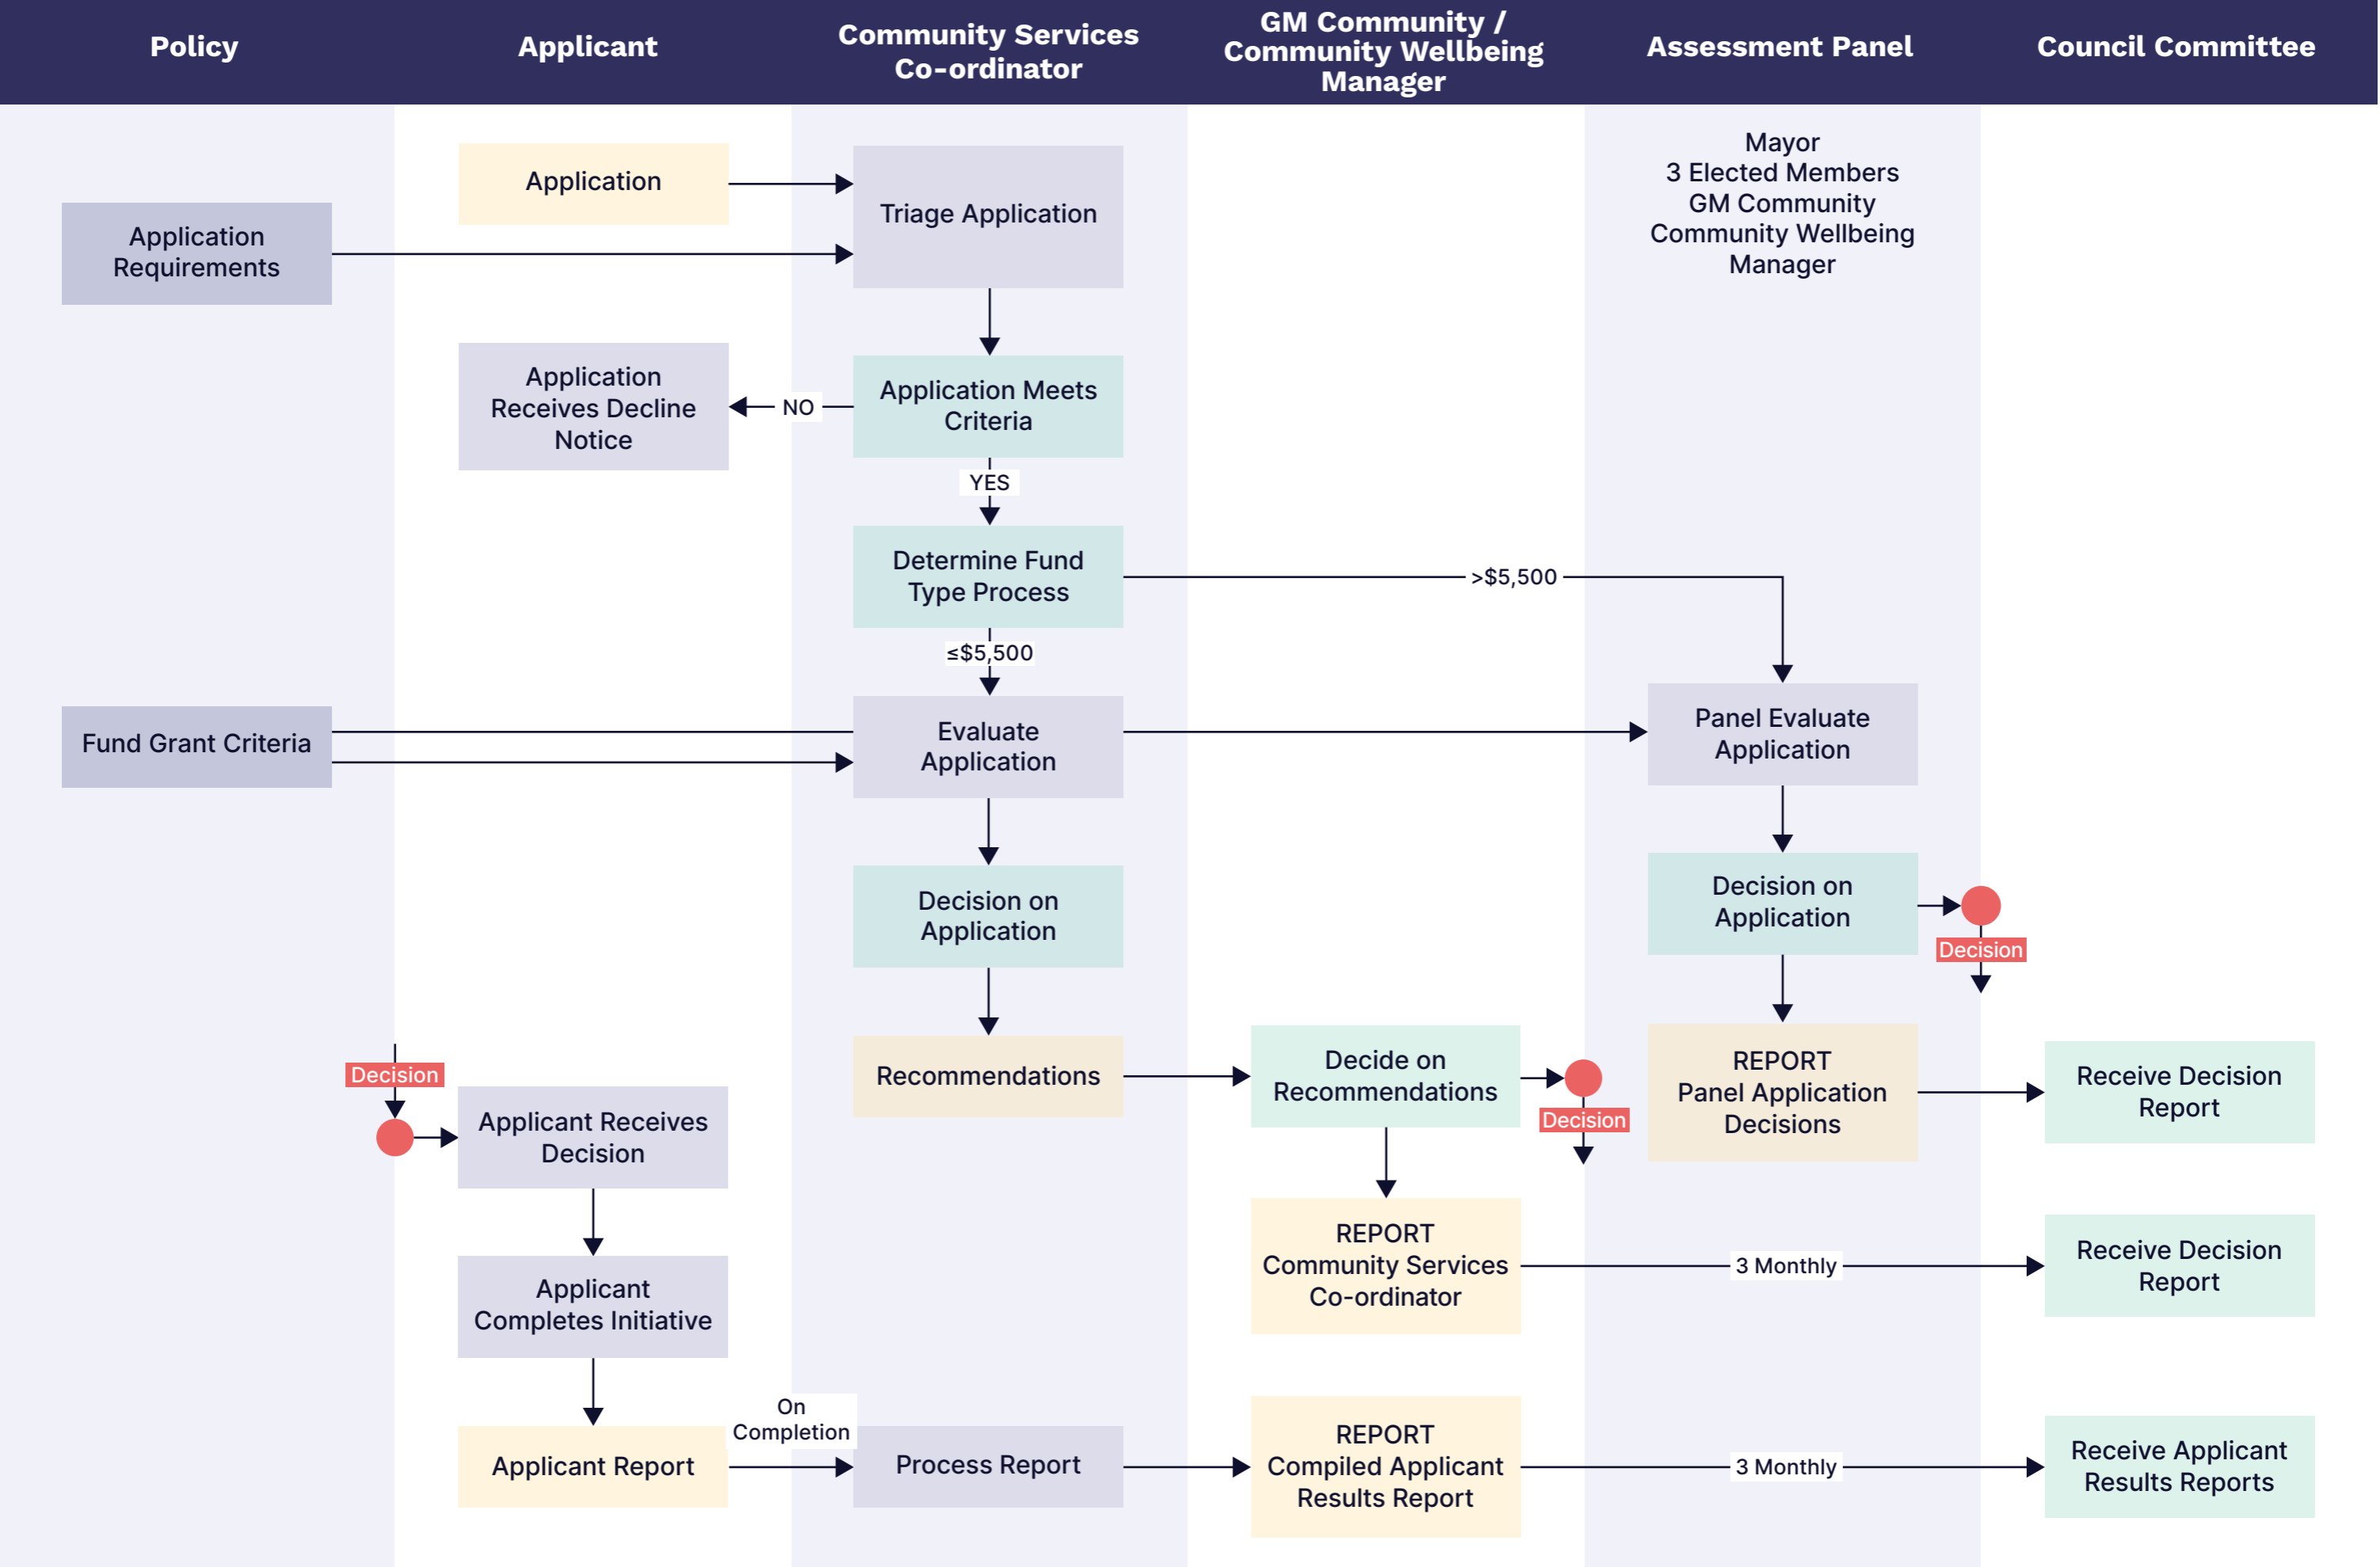 Policy
Applicant
Community Services
Co-ordinator
GM Community /
Community Wellbeing
Manager
Assessment Panel
Council Committee
Mayor
3 Elected Members
GM Community
Community Wellbeing
Manager
Application
Triage Application
Application
Requirements
Application
Receives Decline
Notice
NO
Application Meets
Criteria
YES
Determine Fund
Type Process
>$5,500
≤$5,500
Fund Grant Criteria
Evaluate
Application
Panel Evaluate
Application
Decision on
Application
Decision on
Application
Decision
Recommendations
Decide on
Recommendations
Decision
REPORT
Panel Application
Decisions
Receive Decision
Report
Decision
Applicant Receives
Decision
REPORT
Community Services
Co-ordinator
3 Monthly
Receive Decision
Report
Applicant
Completes Initiative
On
Completion
Applicant Report
Process Report
REPORT
Compiled Applicant
Results Report
3 Monthly
Receive Applicant
Results Reports